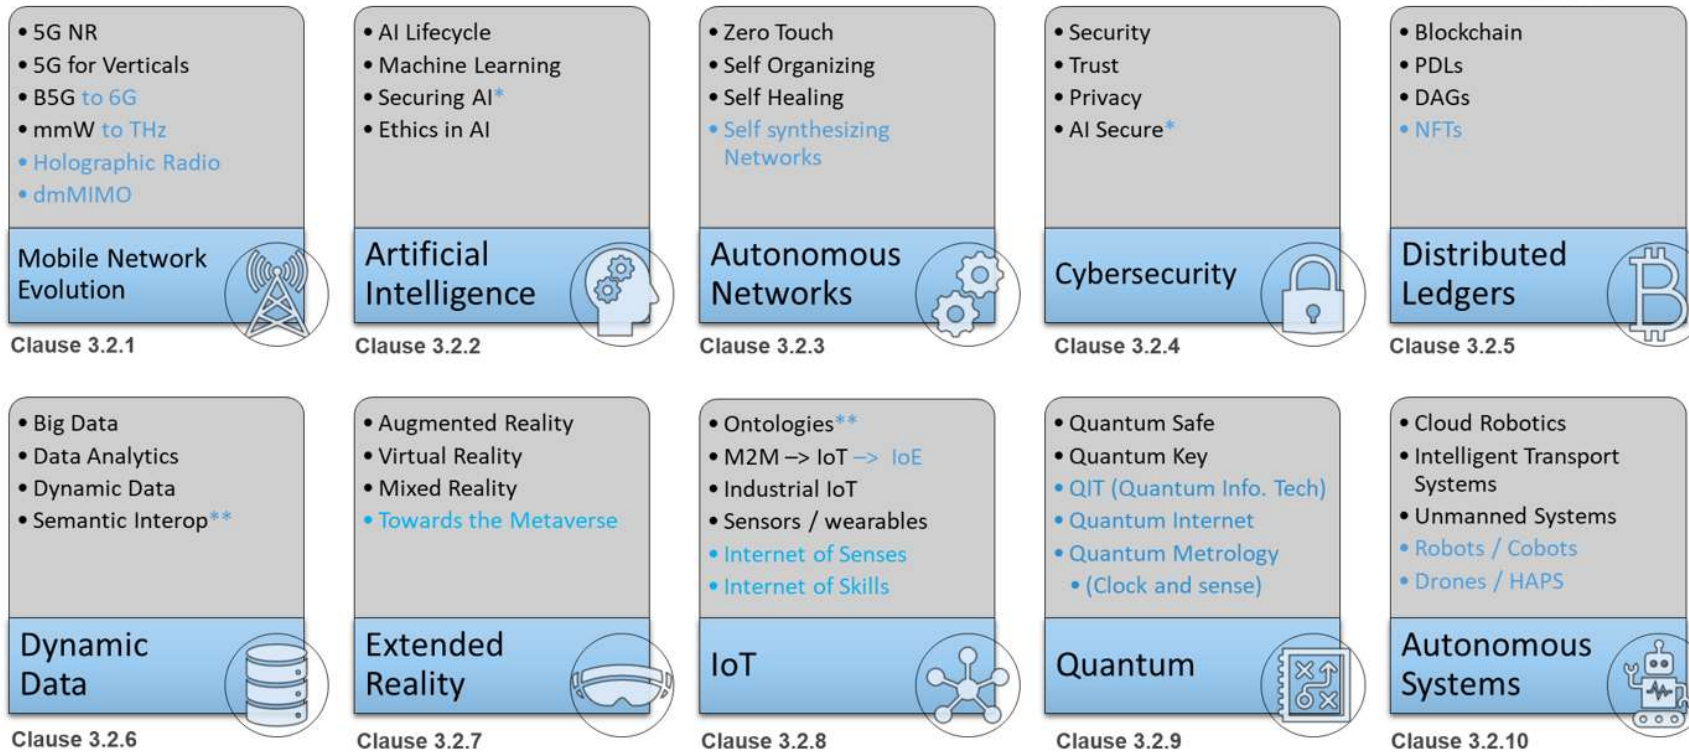 • 5G NR
• 5G for Verticals
• B5G to 6G
• mmW to THz
• Holographic Radio
• dmMIMO
Mobile Network
Evolution
Clause 3.2.1
• AI Lifecycle
• Machine Learning
• Securing AI*
• Ethics in AI
Artificial
Intelligence
Clause 3.2.2
• Zero Touch
• Self Organizing
• Self Healing
• Self synthesizing
Networks
Autonomous
Networks
Clause 3.2.3
• Security
• Trust
• Privacy
• AI Secure*
Cybersecurity
Clause 3.2.4
• Blockchain
• PDLs
• DAGs
• NFTs
Distributed
Ledgers
Clause 3.2.5
• Big Data
• Data Analytics
• Dynamic Data
• Semantic Interop**
Dynamic
Data
Clause 3.2.6
• Augmented Reality
• Virtual Reality
• Mixed Reality
• Towards the Metaverse
Extended
Reality
Clause 3.2.7
• Ontologies**
• M2M –> IoT –> IoE
• Industrial IoT
• Sensors / wearables
• Internet of Senses
• Internet of Skills
IoT
Clause 3.2.8
• Quantum Safe
• Quantum Key
• QIT (Quantum Info. Tech)
• Quantum Internet
• Quantum Metrology
• (Clock and sense)
Quantum
Clause 3.2.9
• Cloud Robotics
• Intelligent Transport
Systems
• Unmanned Systems
• Robots / Cobots
• Drones / HAPS
Autonomous
Systems
Clause 3.2.10